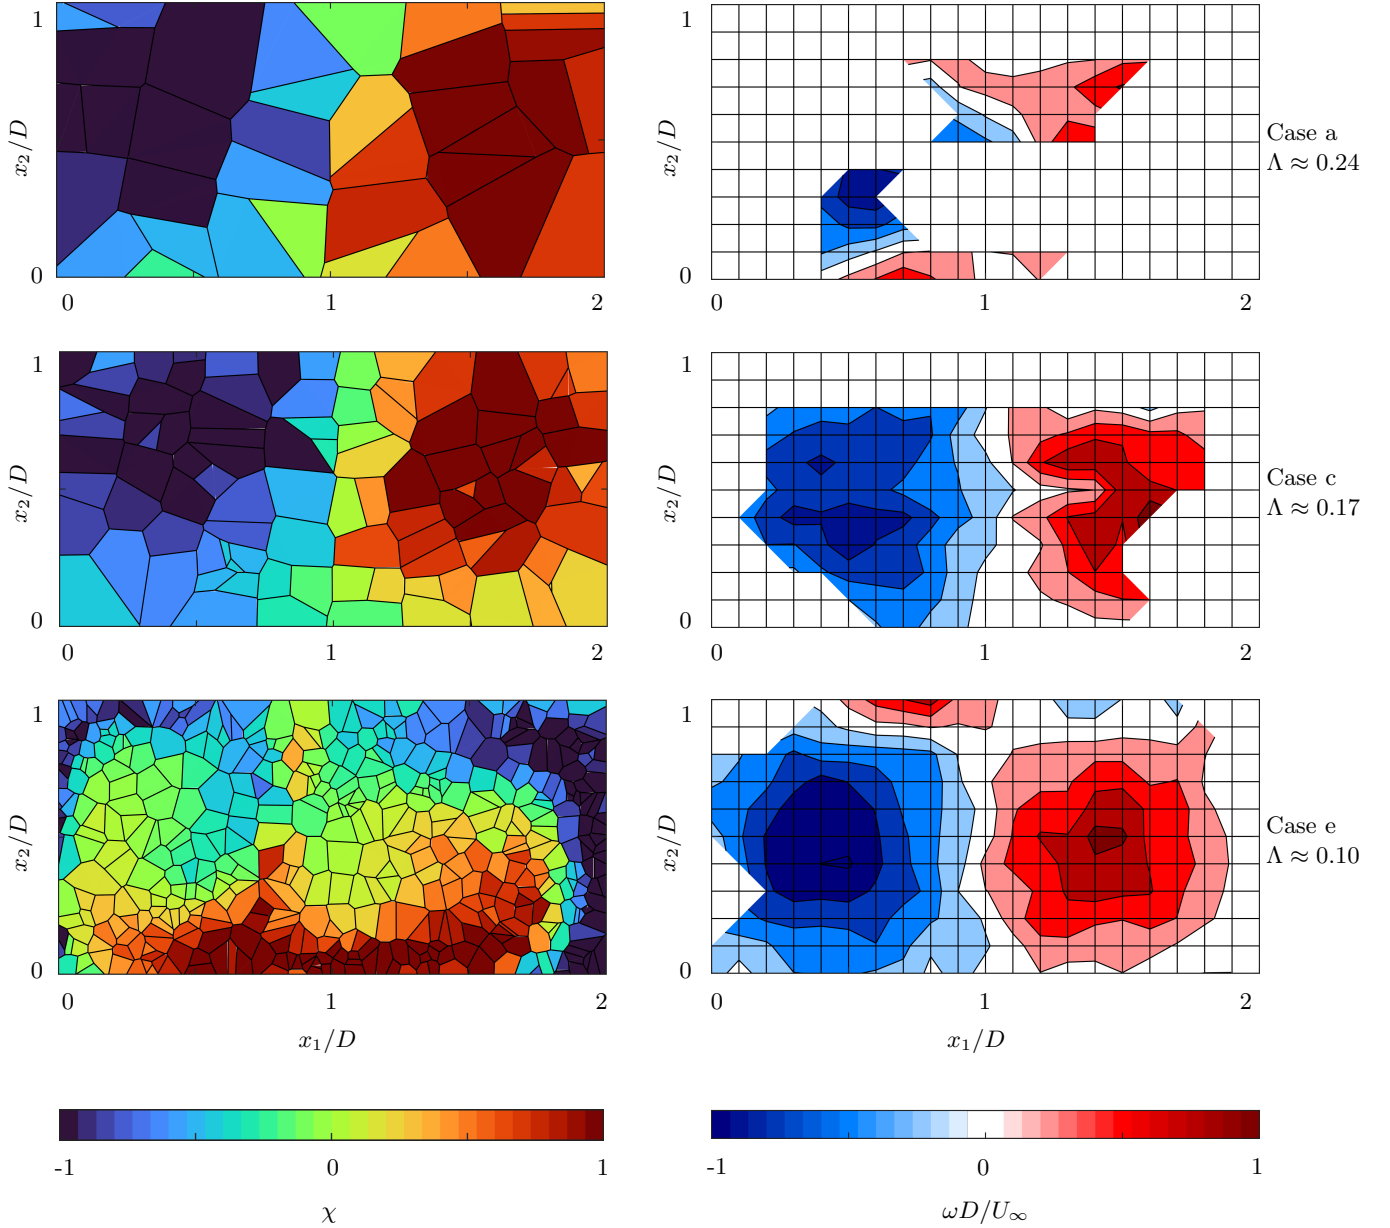 1
x₂/D
0
0 1 2
1
x₂/D
0
0 1 2
Case a
Λ ≈ 0.24
1
x₂/D
0
0 1 2
1
x₂/D
0
0 1 2
Case c
Λ ≈ 0.17
1
x₂/D
0
0 1 2
x₁/D
1
x₂/D
0
0 1 2
x₁/D
Case e
Λ ≈ 0.10
-1 0 1
χ
-1 0 1
ωD/U∞